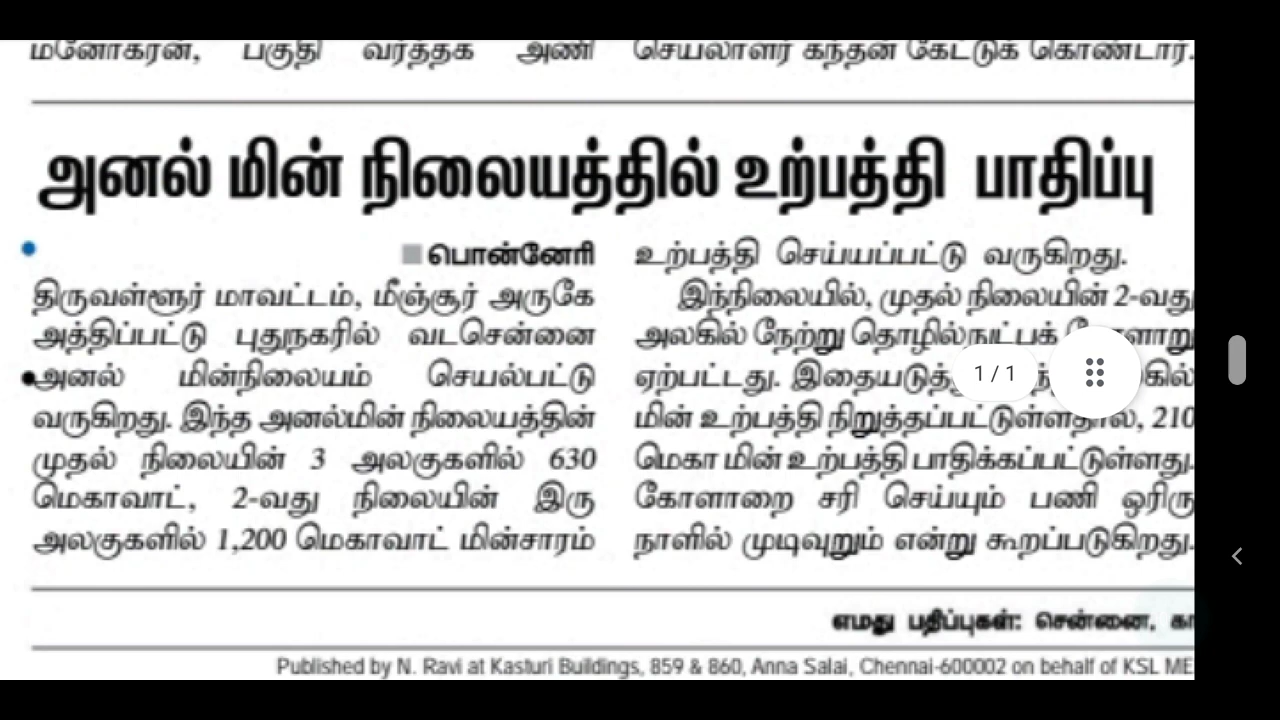 மனோகரன், பகுதி வர்த்தக அணி
செயலாளர் கந்தன் கேட்டுக் கொண்டார்.
அனல் மின் நிலையத்தில் உற்பத்தி பாதிப்பு
பொன்னேரி
திருவள்ளூர் மாவட்டம், மீஞ்சூர் அருகே
அத்திப்பட்டு புதுநகரில் வடசென்னை
அனல் மின்நிலையம் செயல்பட்டு
வருகிறது. இந்த அனல்மின் நிலையத்தின்
முதல் நிலையின் 3 அலகுகளில் 630
மெகாவாட், 2-வது நிலையின் இரு
அலகுகளில் 1,200 மெகாவாட் மின்சாரம்
உற்பத்தி செய்யப்பட்டு வருகிறது.
இந்நிலையில், முதல் நிலையின் 2-வது
அலகில் நேற்று தொழில்நுட்பக்
ஏற்பட்டது.
மின் உற்பத்தி நிறுத்தப்பட்டுள்ளதால், 210
மெகா மின் உற்பத்தி பாதிக்கப்பட்டுள்ளது.
கோளாறை சரி செய்யும் பணி ஒரிரு
நாளில் முடிவுறும் என்று கூறப்படுகிறது.
1 / 1
எமது பதிப்புகள்: சென்னை, கா
Published by N. Ravi at Kasturi Buildings, 859 & 860, Anna Salai, Chennai-600002 on behalf of KSL ME